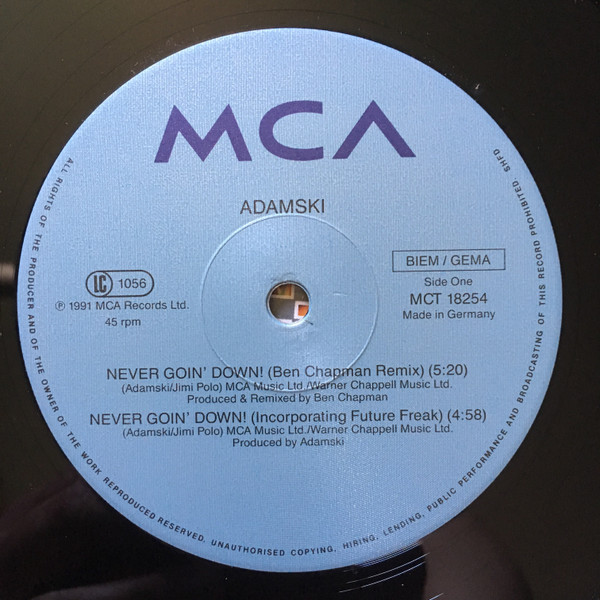 MCA
ADAMSKI
LC 1056
℗ 1991 MCA Records Ltd.
45 rpm
BIEM / GEMA
Side One
MCT 18254
Made in Germany
NEVER GOIN' DOWN! (Ben Chapman Remix) (5:20)
(Adamski/Jimi Polo) MCA Music Ltd./Warner Chappell Music Ltd.
Produced & Remixed by Ben Chapman
NEVER GOIN' DOWN! (Incorporating Future Freak) (4:58)
(Adamski/Jimi Polo) MCA Music Ltd./Warner Chappell Music Ltd.
Produced by Adamski
ALL RIGHTS OF THE PRODUCER AND OF THE OWNER OF THE WORK REPRODUCED RESERVED. UNAUTHORISED COPYING, HIRING, LENDING, PUBLIC PERFORMANCE AND BROADCASTING OF THIS RECORD PROHIBITED. SHFD